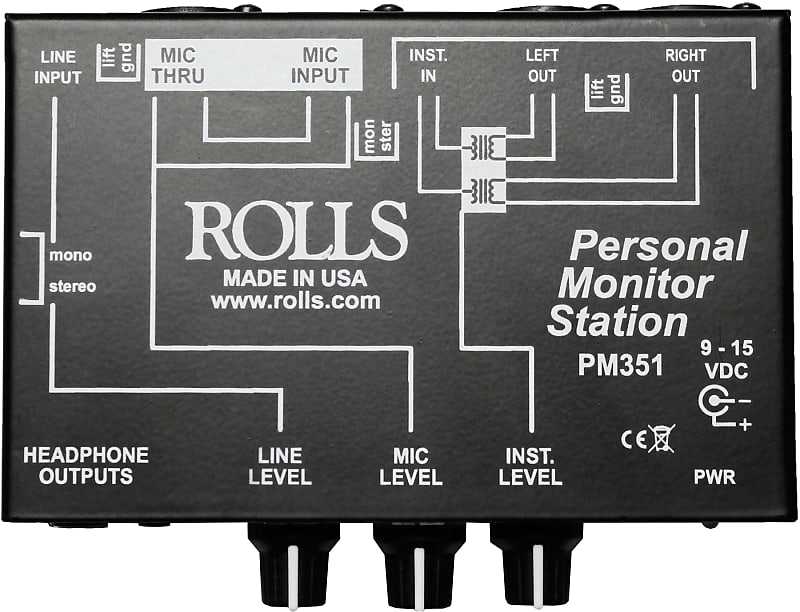 LINE
INPUT
lift
gnd
MIC
THRU
MIC
INPUT
mon
ster
INST.
IN
LEFT
OUT
lift
gnd
RIGHT
OUT
mono
stereo
ROLLS
MADE IN USA
www.rolls.com
Personal
Monitor
Station
PM351
9 - 15
VDC
- 
+
CE
HEADPHONE
OUTPUTS
LINE
LEVEL
MIC
LEVEL
INST.
LEVEL
PWR